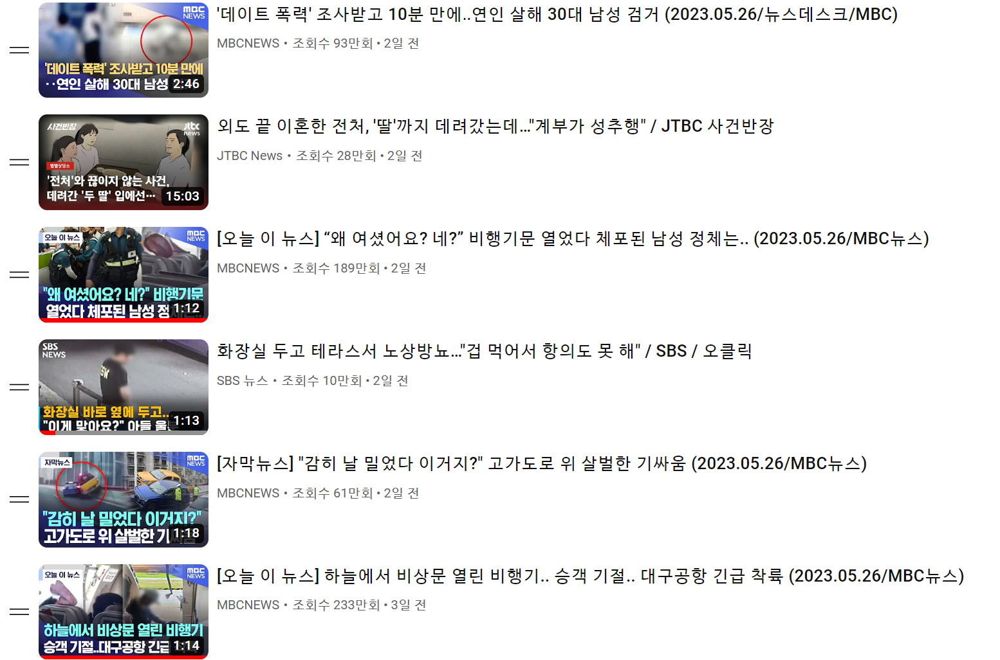 MBC
NEWS
'데이트 폭력' 조사받고 10분 만에
··연인 살해 30대 남성
2:46
'데이트 폭력' 조사받고 10분 만에..연인 살해 30대 남성 검거 (2023.05.26/뉴스데스크/MBC)
MBCNEWS • 조회수 93만회 • 2일 전
사건반장
jtbc
news
별별상담소
'전처'와 끊이지 않는 사건,
데려간 '두 딸' 입에선…
15:03
외도 끝 이혼한 전처, '딸'까지 데려갔는데…"계부가 성추행" / JTBC 사건반장
JTBC News • 조회수 28만회 • 2일 전
오늘 이 뉴스
MBC
NEWS
"왜 여셨어요? 네?" 비행기문
열었다 체포된 남성 정
1:12
[오늘 이 뉴스] “왜 여셨어요? 네?” 비행기문 열었다 체포된 남성 정체는.. (2023.05.26/MBC뉴스)
MBCNEWS • 조회수 189만회 • 2일 전
SBS
NEWS
화장실 바로 옆에 두고..
"이게 맞아요?" 아들 울분
1:13
화장실 두고 테라스서 노상방뇨…"겁 먹어서 항의도 못 해" / SBS / 오클릭
SBS 뉴스 • 조회수 10만회 • 2일 전
자막뉴스
MBC
NEWS
"감히 날 밀었다 이거지?"
고가도로 위 살벌한 기싸움
1:18
[자막뉴스] "감히 날 밀었다 이거지?" 고가도로 위 살벌한 기싸움 (2023.05.26/MBC뉴스)
MBCNEWS • 조회수 61만회 • 2일 전
오늘 이 뉴스
EXIT
MBC
NEWS
하늘에서 비상문 열린 비행기
승객 기절..대구공항 긴급
1:14
[오늘 이 뉴스] 하늘에서 비상문 열린 비행기.. 승객 기절.. 대구공항 긴급 착륙 (2023.05.26/MBC뉴스)
MBCNEWS • 조회수 233만회 • 3일 전